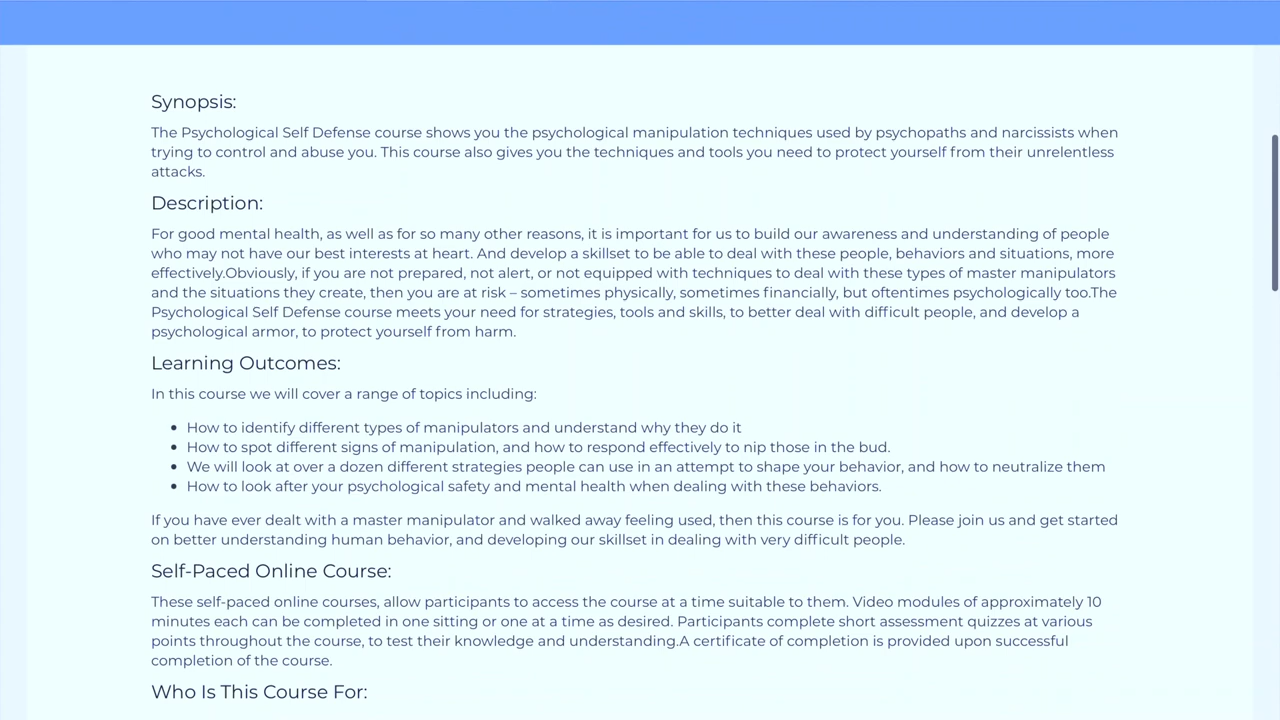 Synopsis:
The Psychological Self Defense course shows you the psychological manipulation techniques used by psychopaths and narcissists when
trying to control and abuse you. This course also gives you the techniques and tools you need to protect yourself from their unrelentless
attacks.
Description:
For good mental health, as well as for so many other reasons, it is important for us to build our awareness and understanding of people
who may not have our best interests at heart. And develop a skillset to be able to deal with these people, behaviors and situations, more
effectively.Obviously, if you are not prepared, not alert, or not equipped with techniques to deal with these types of master manipulators
and the situations they create, then you are at risk – sometimes physically, sometimes financially, but oftentimes psychologically too.The
Psychological Self Defense course meets your need for strategies, tools and skills, to better deal with difficult people, and develop a
psychological armor, to protect yourself from harm.
Learning Outcomes:
In this course we will cover a range of topics including:
• How to identify different types of manipulators and understand why they do it
• How to spot different signs of manipulation, and how to respond effectively to nip those in the bud.
• We will look at over a dozen different strategies people can use in an attempt to shape your behavior, and how to neutralize them
• How to look after your psychological safety and mental health when dealing with these behaviors.
If you have ever dealt with a master manipulator and walked away feeling used, then this course is for you. Please join us and get started
on better understanding human behavior, and developing our skillset in dealing with very difficult people.
Self-Paced Online Course:
These self-paced online courses, allow participants to access the course at a time suitable to them. Video modules of approximately 10
minutes each can be completed in one sitting or one at a time as desired. Participants complete short assessment quizzes at various
points throughout the course, to test their knowledge and understanding.A certificate of completion is provided upon successful
completion of the course.
Who Is This Course For: